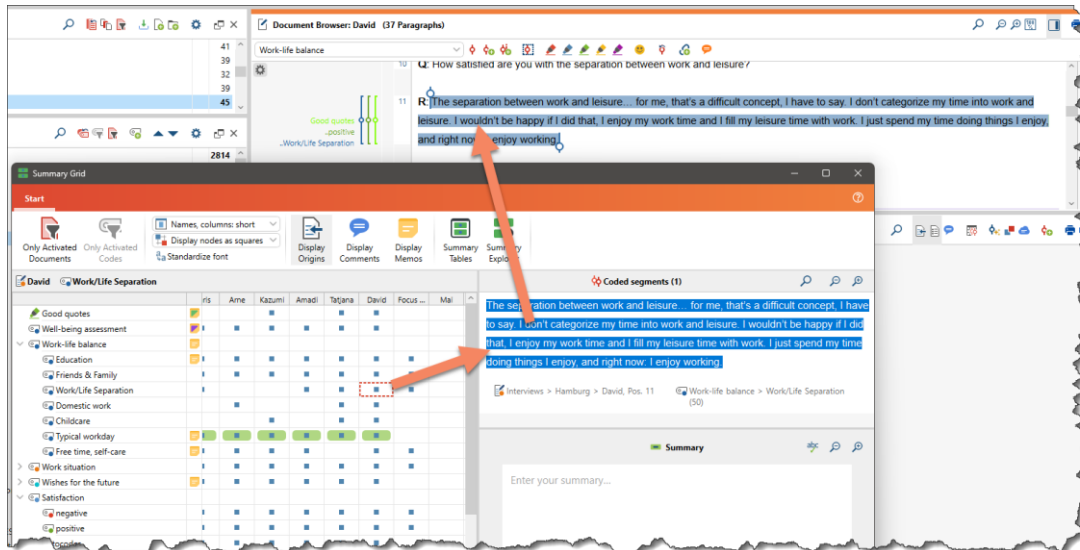 Document Browser: David (37 Paragraphs)
41
39
32
39
45
Work-life balance
10 Q: How satisfied are you with the separation between work and leisure?
11 R: The separation between work and leisure… for me, that's a difficult concept, I have to say. I don't categorize my time into work and
leisure. I wouldn't be happy if I did that, I enjoy my work time and I fill my leisure time with work. I just spend my time doing things I enjoy,
and right now: I enjoy working.
Good quotes
..positive
..Work/Life Separation
2814
Summary Grid
Start
Only Activated Documents
Only Activated Codes
Names, columns: short
Display nodes as squares
Standardize font
Display Origins
Display Comments
Display Memos
Summary Tables
Summary
David Work/Life Separation
ris Arne Kazumi Amadi Tatjana David Focus ... Mai
Good quotes
Well-being assessment
Work-life balance
Education
Friends & Family
Work/Life Separation
Domestic work
Childcare
Typical workday
Free time, self-care
Work situation
Wishes for the future
Satisfaction
negative
positive
Coded segments (1)
The separation between work and leisure… for me, that's a difficult concept, I have
to say. I don't categorize my time into work and leisure. I wouldn't be happy if I did
that, I enjoy my work time and I fill my leisure time with work. I just spend my time
doing things I enjoy, and right now: I enjoy working.
Interviews > Hamburg > David, Pos. 11
Work-life balance > Work/Life Separation
(50)
Summary
Enter your summary...